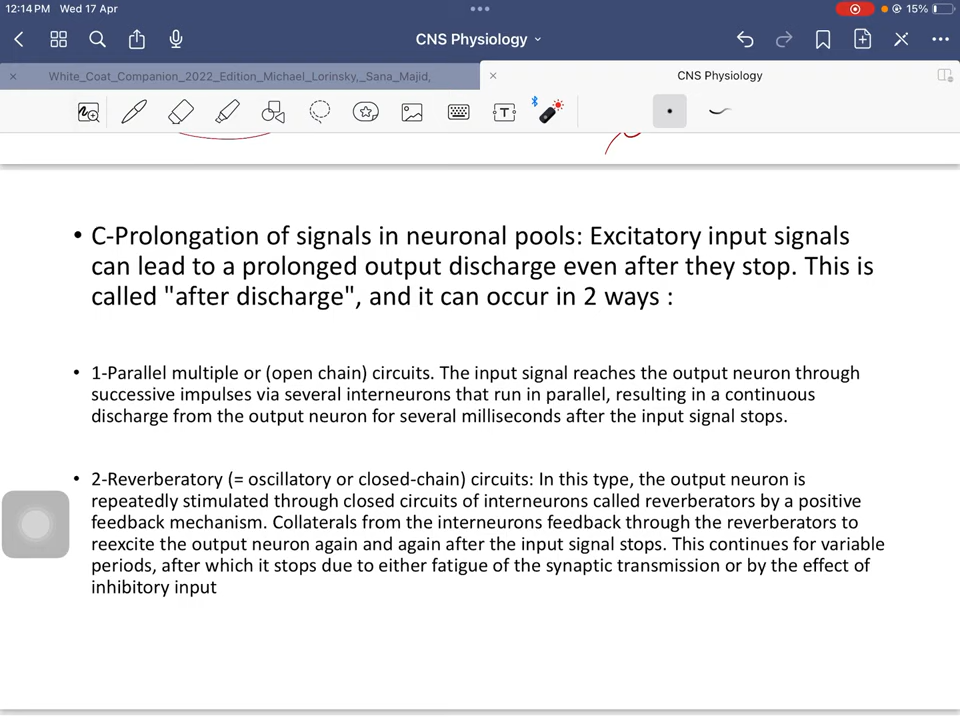 12:14 PM Wed 17 Apr
15%
CNS Physiology
White_Coat_Companion_2022_Edition_Michael_Lorinsky,_Sana_Majid,
CNS Physiology
• C-Prolongation of signals in neuronal pools: Excitatory input signals
can lead to a prolonged output discharge even after they stop. This is
called "after discharge", and it can occur in 2 ways :
• 1-Parallel multiple or (open chain) circuits. The input signal reaches the output neuron through
successive impulses via several interneurons that run in parallel, resulting in a continuous
discharge from the output neuron for several milliseconds after the input signal stops.
• 2-Reverberatory (= oscillatory or closed-chain) circuits: In this type, the output neuron is
repeatedly stimulated through closed circuits of interneurons called reverberators by a positive
feedback mechanism. Collaterals from the interneurons feedback through the reverberators to
reexcite the output neuron again and again after the input signal stops. This continues for variable
periods, after which it stops due to either fatigue of the synaptic transmission or by the effect of
inhibitory input